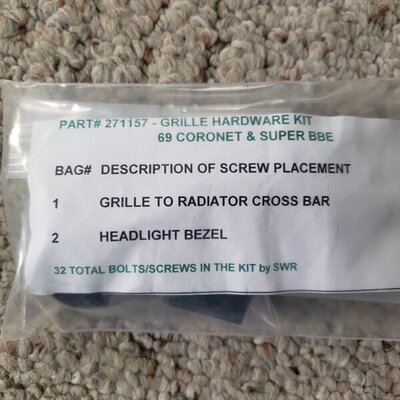 PART# 271157 - GRILLE HARDWARE KIT
69 CORONET & SUPER BBE
BAG# DESCRIPTION OF SCREW PLACEMENT
1 GRILLE TO RADIATOR CROSS BAR
2 HEADLIGHT BEZEL
32 TOTAL BOLTS/SCREWS IN THE KIT by SWR